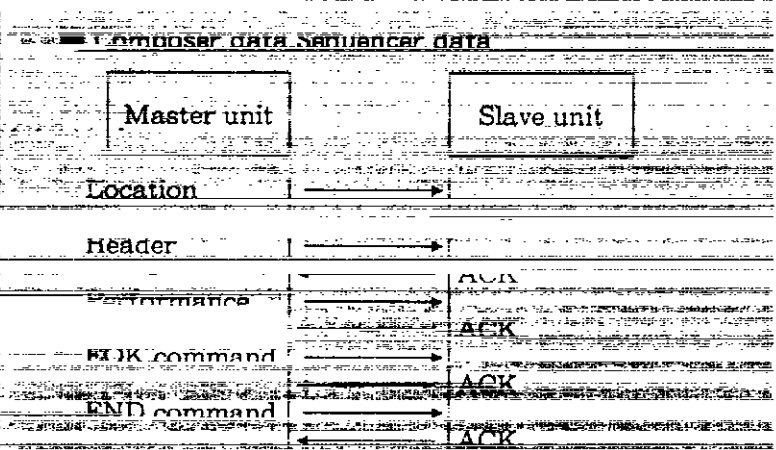 Composer data Sequencer data
Master unit
Slave unit
Location
Header
ACK
Performance
ACK
EOK command
ACK
END command
ACK